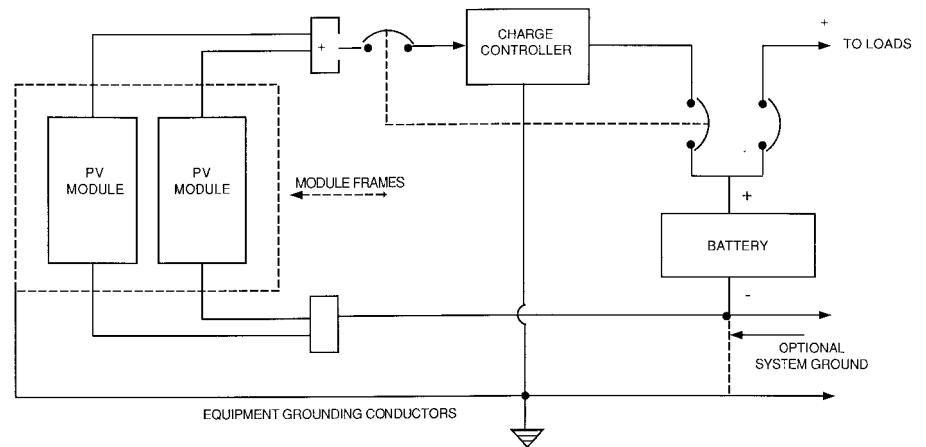 +
CHARGE
CONTROLLER
+
TO LOADS
PV
MODULE
PV
MODULE
MODULE FRAMES
+
BATTERY
-
OPTIONAL
SYSTEM GROUND
EQUIPMENT GROUNDING CONDUCTORS